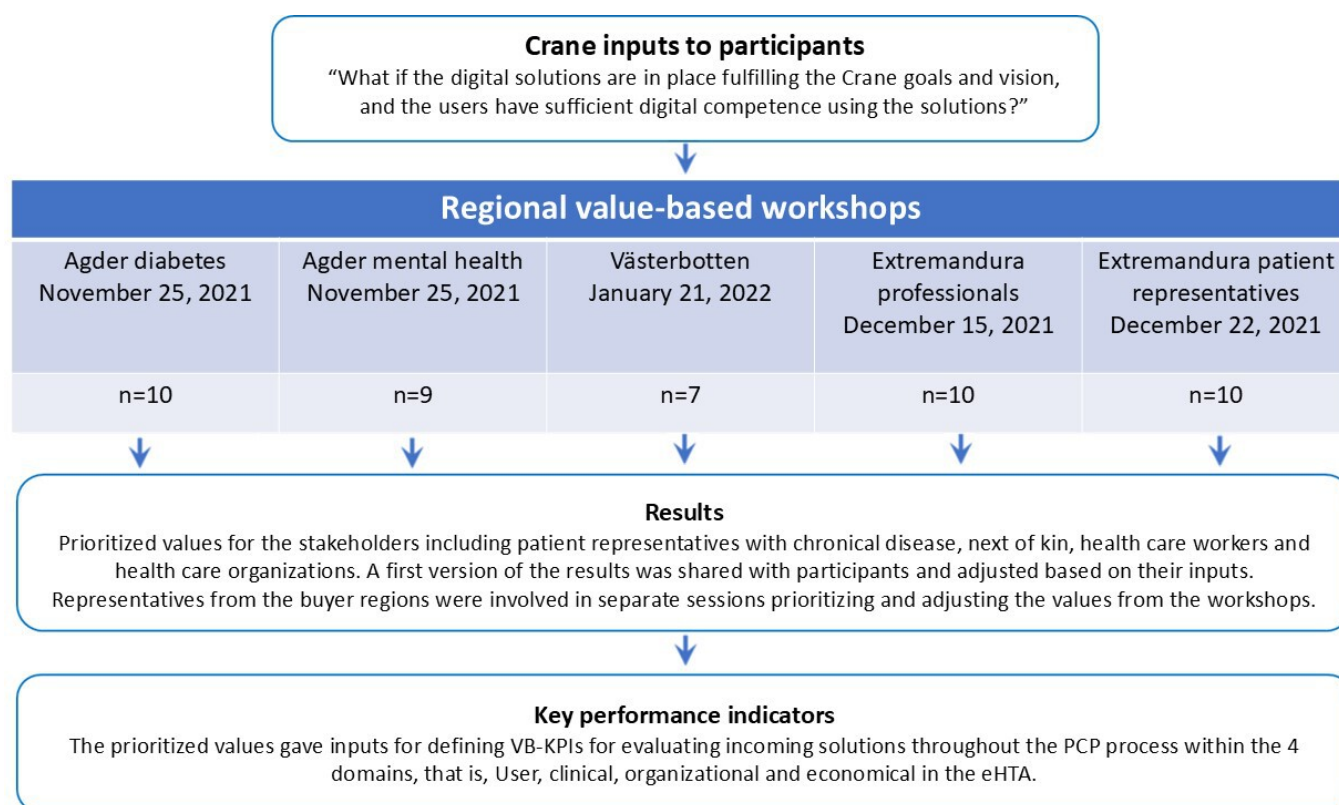 Crane inputs to participants
“What if the digital solutions are in place fulfilling the Crane goals and vision,
and the users have sufficient digital competence using the solutions?”
Regional value-based workshops
Agder diabetes
November 25, 2021
Agder mental health
November 25, 2021
Västerbotten
January 21, 2022
Extremandura
professionals
December 15, 2021
Extremandura patient
representatives
December 22, 2021
n=10
n=9
n=7
n=10
n=10
Results
Prioritized values for the stakeholders including patient representatives with chronical disease, next of kin, health care workers and
health care organizations. A first version of the results was shared with participants and adjusted based on their inputs.
Representatives from the buyer regions were involved in separate sessions prioritizing and adjusting the values from the workshops.
Key performance indicators
The prioritized values gave inputs for defining VB-KPIs for evaluating incoming solutions throughout the PCP process within the 4
domains, that is, User, clinical, organizational and economical in the eHTA.